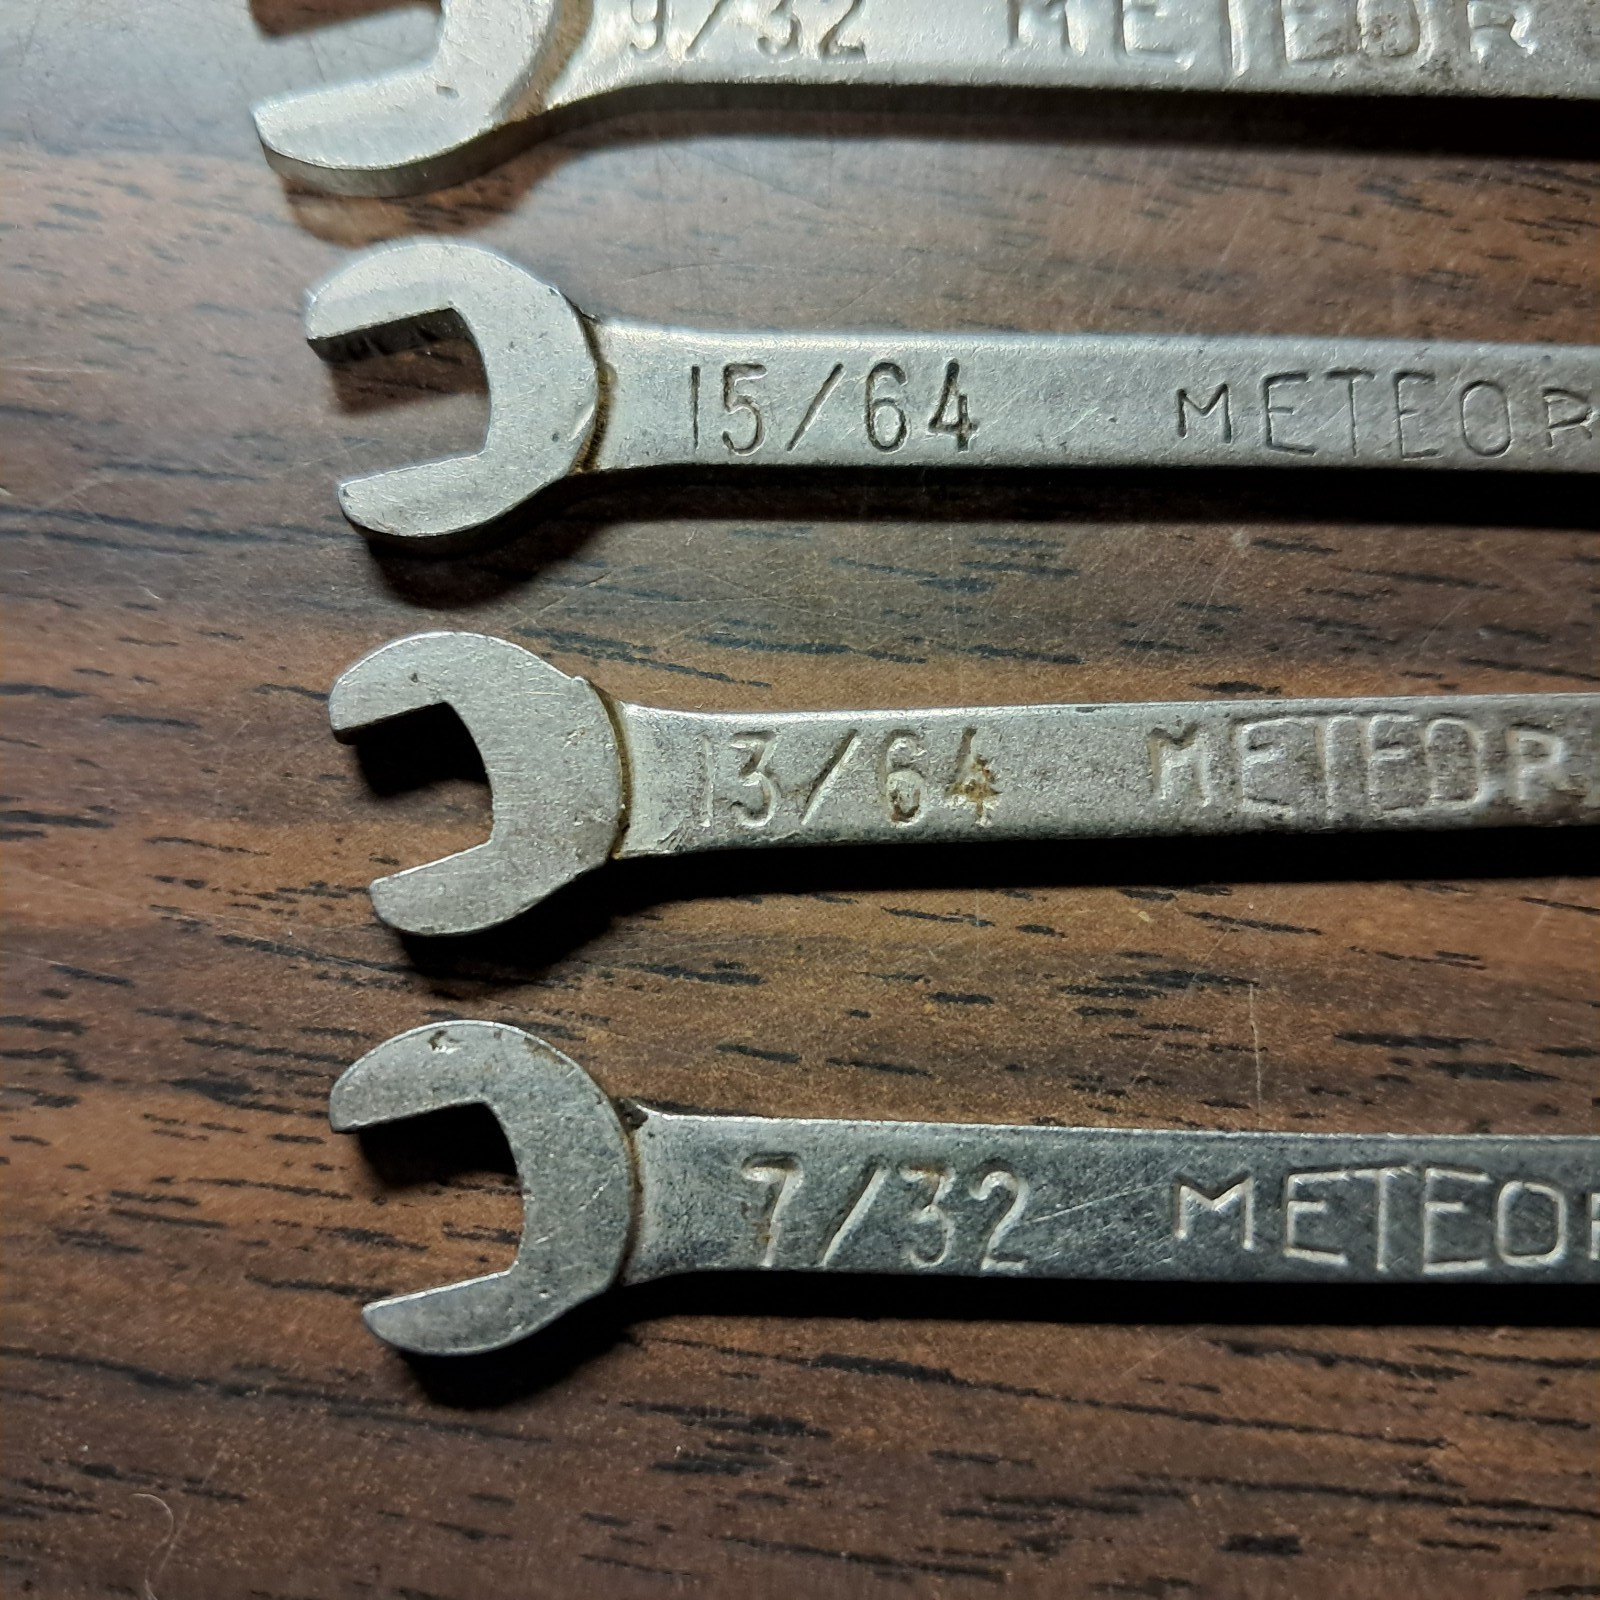 9/32 METEOR
15/64 METEOR
13/64 METEOR
7/32 METEOR